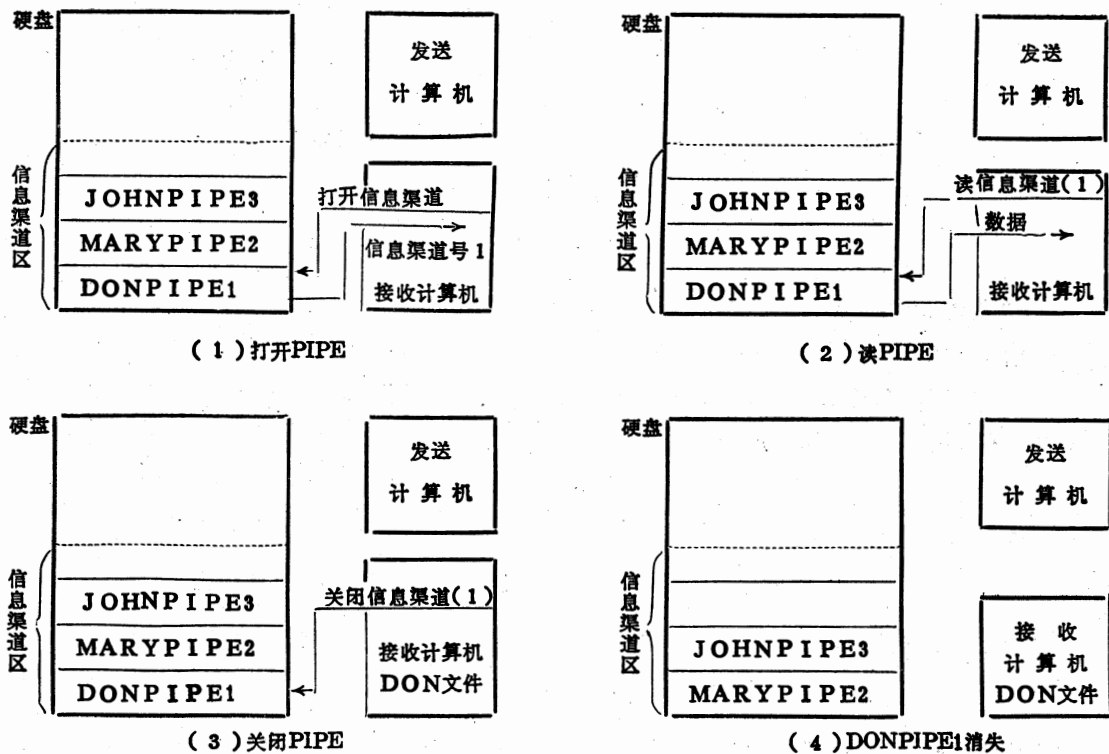 硬盘
发送
计算机
信息渠道区
JOHNPIPE3
MARYPIPE2
DONPIPE1
打开信息渠道
信息渠道号1
接收计算机
(1)打开PIPE
硬盘
发送
计算机
信息渠道区
JOHNPIPE3
MARYPIPE2
DONPIPE1
读信息渠道(1)
数据
接收计算机
(2)读PIPE
硬盘
发送
计算机
信息渠道区
JOHNPIPE3
MARYPIPE2
DONPIPE1
关闭信息渠道(1)
接收计算机
DON文件
(3)关闭PIPE
硬盘
发送
计算机
信息渠道区
JOHNPIPE3
MARYPIPE2
接收
计算机
DON文件
(4)DONPIPE1消失